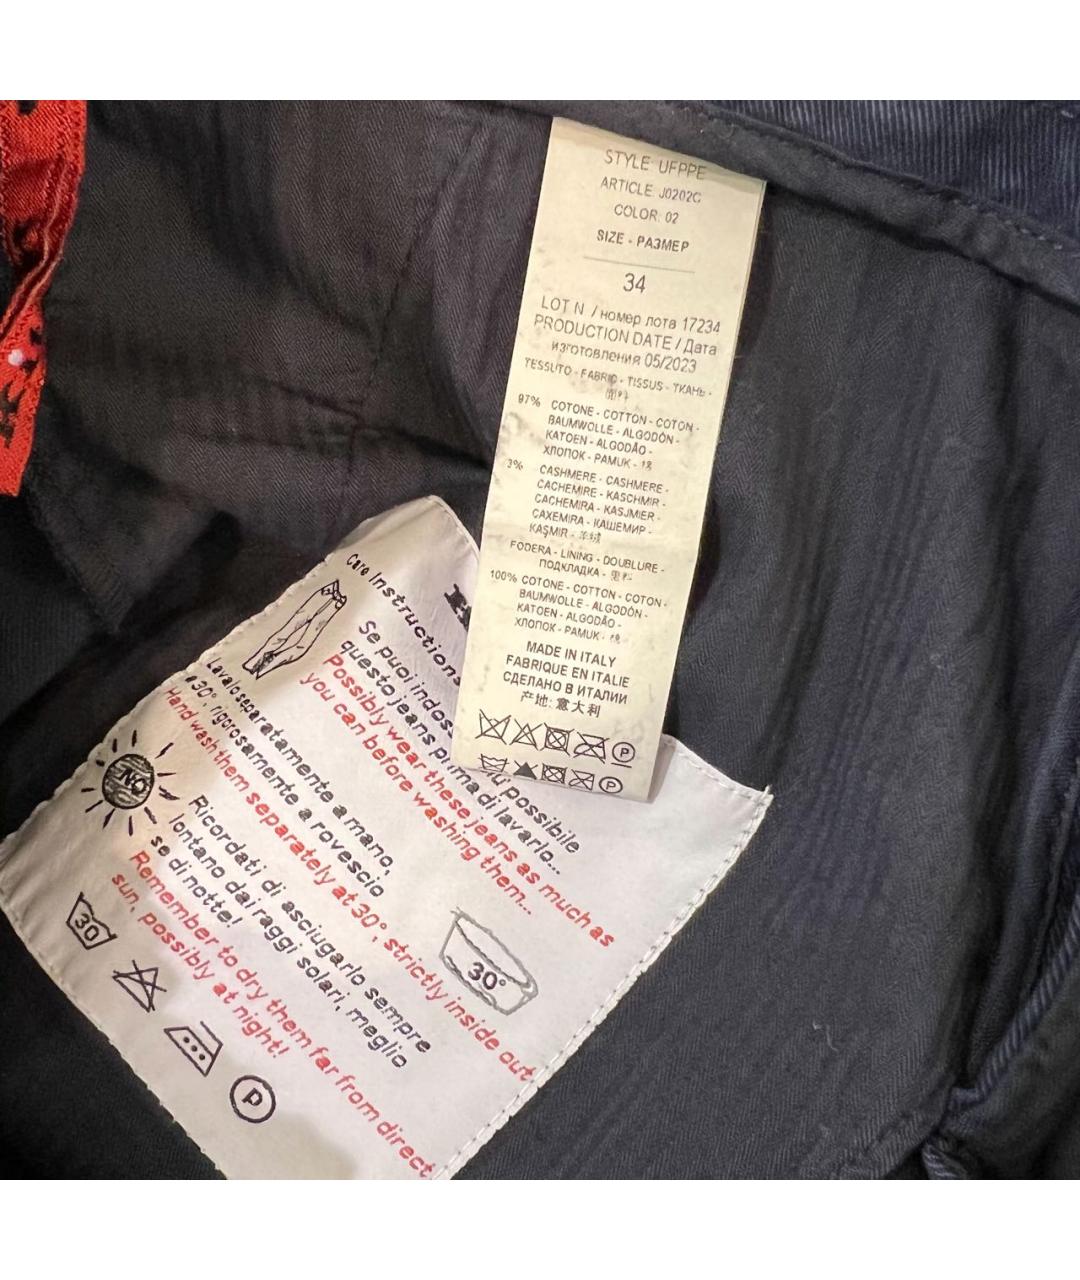 STYLE: UFPPE
ARTICLE: J0202C
COLOR: 02
SIZE - РАЗМЕР
34
LOT N / номер лота 17234
PRODUCTION DATE / Дата
изготовления 05/2023
TESSUTO - FABRIC - TISSUS - ТКАНЬ -
97% COTONE - COTTON - COTON -
BAUMWOLLE - ALGODÓN -
KATOEN - ALGODÃO -
ХЛОПОК - PAMUK -
3% CASHMERE - CASHMERE -
CACHEMIRE - KASCHMIR -
CACHEMIRA - KASJMIER -
CAXEMIRA - КАШЕМИР -
KAŞMIR -
FODERA - LINING - DOUBLURE -
ПОДКЛАДКА -
100% COTONE - COTTON - COTON -
BAUMWOLLE - ALGODÓN -
KATOEN - ALGODÃO -
ХЛОПОК - PAMUK -
MADE IN ITALY
FABRIQUE EN ITALIE
СДЕЛАНО В ИТАЛИИ
产地: 意大利
P
P
Care Instructions
Se puoi indos
questo jeans prima di lavarlo...
più possibile
Possibly wear these jeans as much as
you can before washing them...
Lavalo separatamente a mano,
a 30°, rigorosamente a rovescio
Hand wash them separately at 30°, strictly inside out.
30°
NO
Ricordati di asciugarlo sempre
lontano dai raggi solari, meglio
se di notte!
Remember to dry them far from direct
sun, possibly at night!
30
P